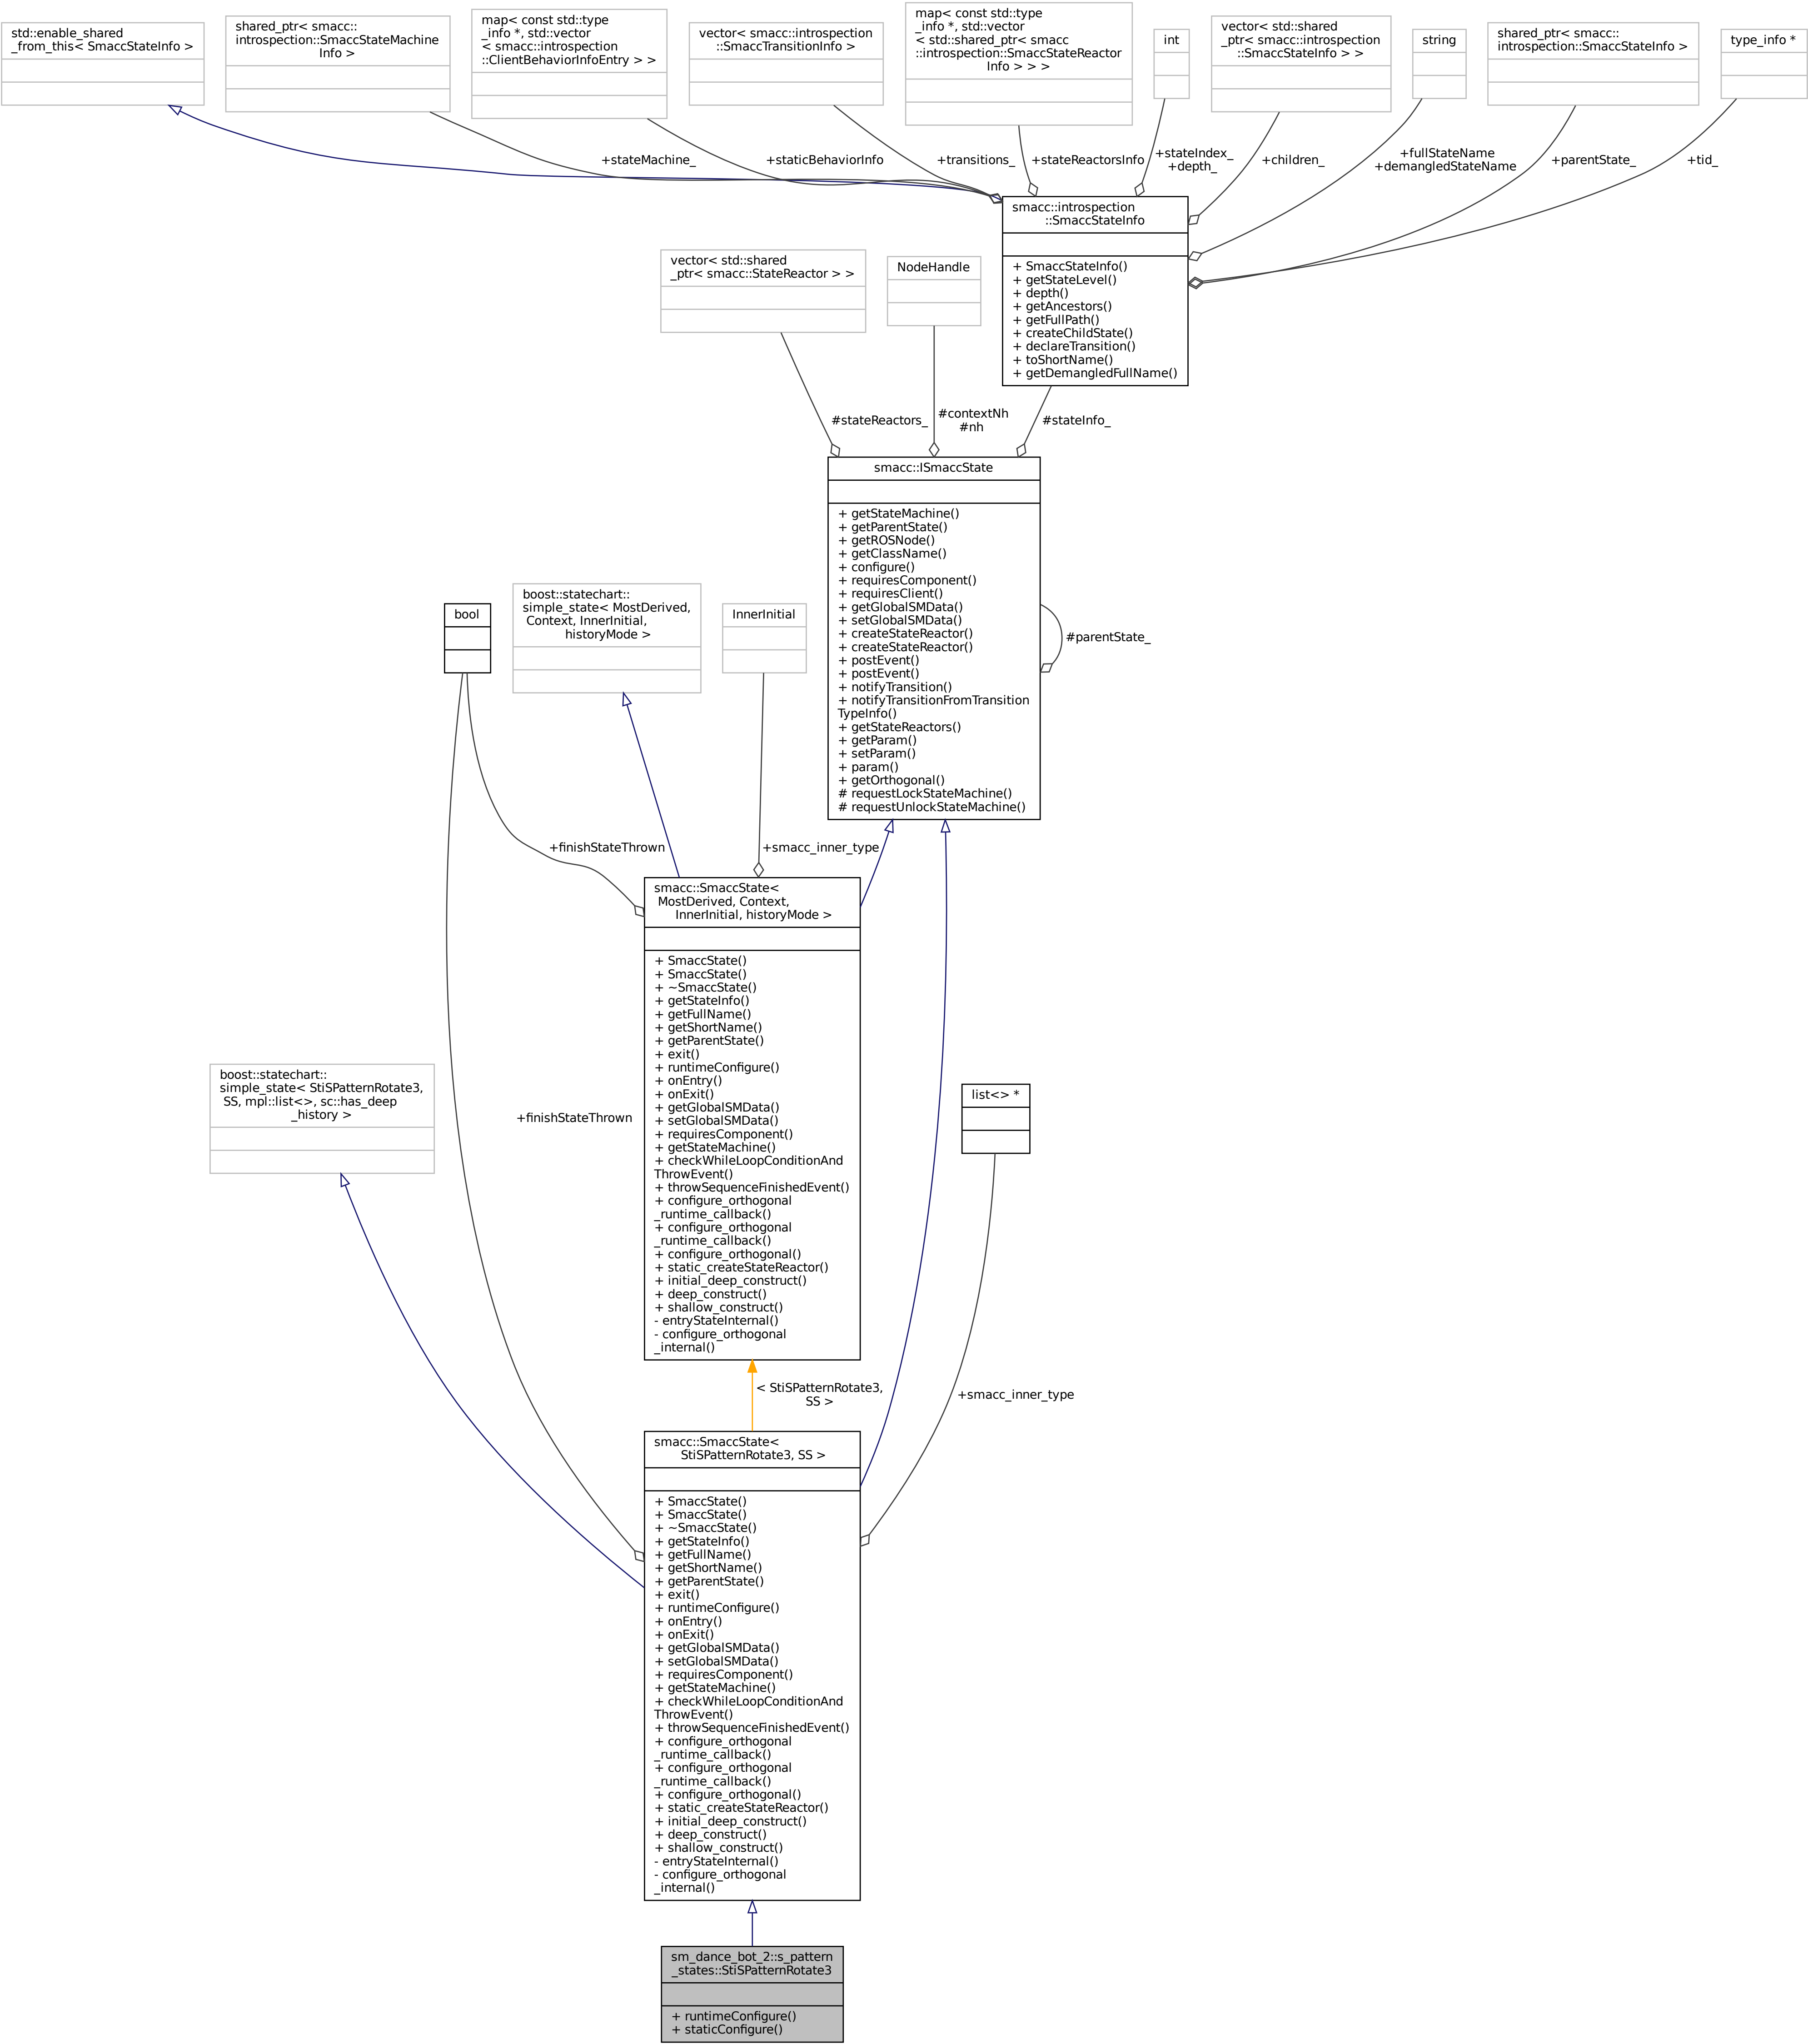 std::enable_shared
_from_this< SmaccStateInfo >
shared_ptr< smacc::
introspection::SmaccStateMachine
Info >
map< const std::type
_info *, std::vector
< smacc::introspection
::ClientBehaviorInfoEntry > >
vector< smacc::introspection
::SmaccTransitionInfo >
map< const std::type
_info *, std::vector
< std::shared_ptr< smacc
::introspection::SmaccStateReactor
Info > > >
int
vector< std::shared
_ptr< smacc::introspection
::SmaccStateInfo > >
string
shared_ptr< smacc::
introspection::SmaccStateInfo >
type_info *
+stateMachine_
+staticBehaviorInfo
+transitions_
+stateReactorsInfo
+stateIndex_
+depth_
+children_
+fullStateName
+demangledStateName
+parentState_
+tid_
smacc::introspection
::SmaccStateInfo
+ SmaccStateInfo()
+ getStateLevel()
+ depth()
+ getAncestors()
+ getFullPath()
+ createChildState()
+ declareTransition()
+ toShortName()
+ getDemangledFullName()
vector< std::shared
_ptr< smacc::StateReactor > >
NodeHandle
#stateReactors_
#contextNh
#nh
#stateInfo_
smacc::ISmaccState
+ getStateMachine()
+ getParentState()
+ getROSNode()
+ getClassName()
+ configure()
+ requiresComponent()
+ requiresClient()
+ getGlobalSMData()
+ setGlobalSMData()
+ createStateReactor()
+ createStateReactor()
+ postEvent()
+ postEvent()
+ notifyTransition()
+ notifyTransitionFromTransition
TypeInfo()
+ getStateReactors()
+ getParam()
+ setParam()
+ param()
+ getOrthogonal()
# requestLockStateMachine()
# requestUnlockStateMachine()
#parentState_
bool
boost::statechart::
simple_state< MostDerived,
Context, InnerInitial,
historyMode >
InnerInitial
+finishStateThrown
+smacc_inner_type
smacc::SmaccState<
MostDerived, Context,
InnerInitial, historyMode >
+ SmaccState()
+ SmaccState()
+ ~SmaccState()
+ getStateInfo()
+ getFullName()
+ getShortName()
+ getParentState()
+ exit()
+ runtimeConfigure()
+ onEntry()
+ onExit()
+ getGlobalSMData()
+ setGlobalSMData()
+ requiresComponent()
+ getStateMachine()
+ checkWhileLoopConditionAnd
ThrowEvent()
+ throwSequenceFinishedEvent()
+ configure_orthogonal
_runtime_callback()
+ configure_orthogonal
_runtime_callback()
+ configure_orthogonal()
+ static_createStateReactor()
+ initial_deep_construct()
+ deep_construct()
+ shallow_construct()
- entryStateInternal()
- configure_orthogonal
_internal()
boost::statechart::
simple_state< StiSPatternRotate3,
SS, mpl::list<>, sc::has_deep
_history >
+finishStateThrown
list<> *
< StiSPatternRotate3,
SS >
+smacc_inner_type
smacc::SmaccState<
StiSPatternRotate3, SS >
+ SmaccState()
+ SmaccState()
+ ~SmaccState()
+ getStateInfo()
+ getFullName()
+ getShortName()
+ getParentState()
+ exit()
+ runtimeConfigure()
+ onEntry()
+ onExit()
+ getGlobalSMData()
+ setGlobalSMData()
+ requiresComponent()
+ getStateMachine()
+ checkWhileLoopConditionAnd
ThrowEvent()
+ throwSequenceFinishedEvent()
+ configure_orthogonal
_runtime_callback()
+ configure_orthogonal
_runtime_callback()
+ configure_orthogonal()
+ static_createStateReactor()
+ initial_deep_construct()
+ deep_construct()
+ shallow_construct()
- entryStateInternal()
- configure_orthogonal
_internal()
sm_dance_bot_2::s_pattern
_states::StiSPatternRotate3
+ runtimeConfigure()
+ staticConfigure()